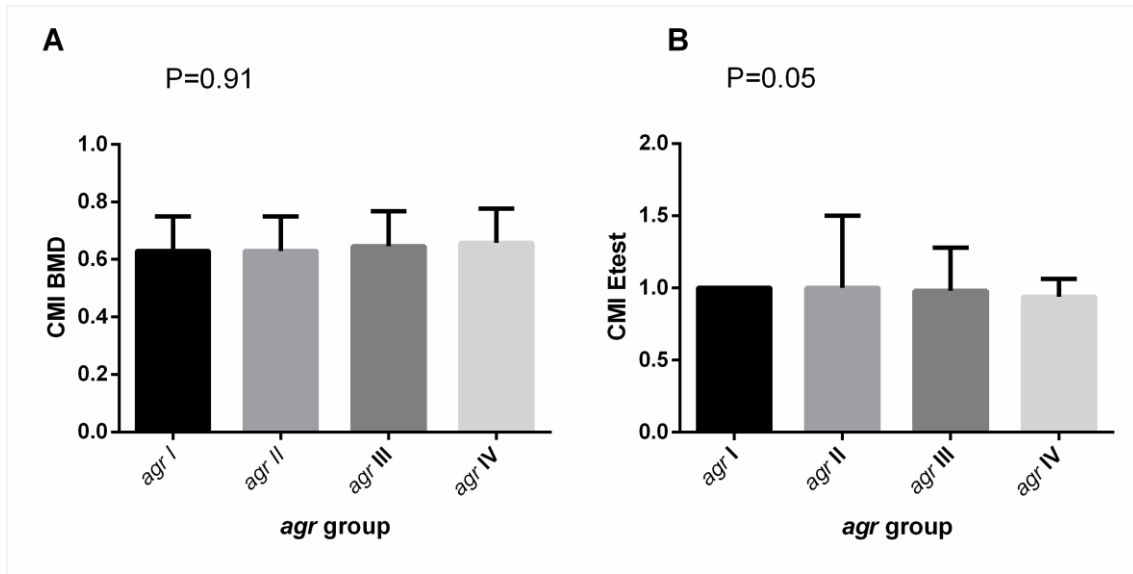 A
P=0.91
1.0
0.8
0.6
0.4
0.2
0.0
CMI BMD
agr I
agr II
agr III
agr IV
agr group
B
P=0.05
2.0
1.5
1.0
0.5
0.0
CMI Etest
agr I
agr II
agr III
agr IV
agr group